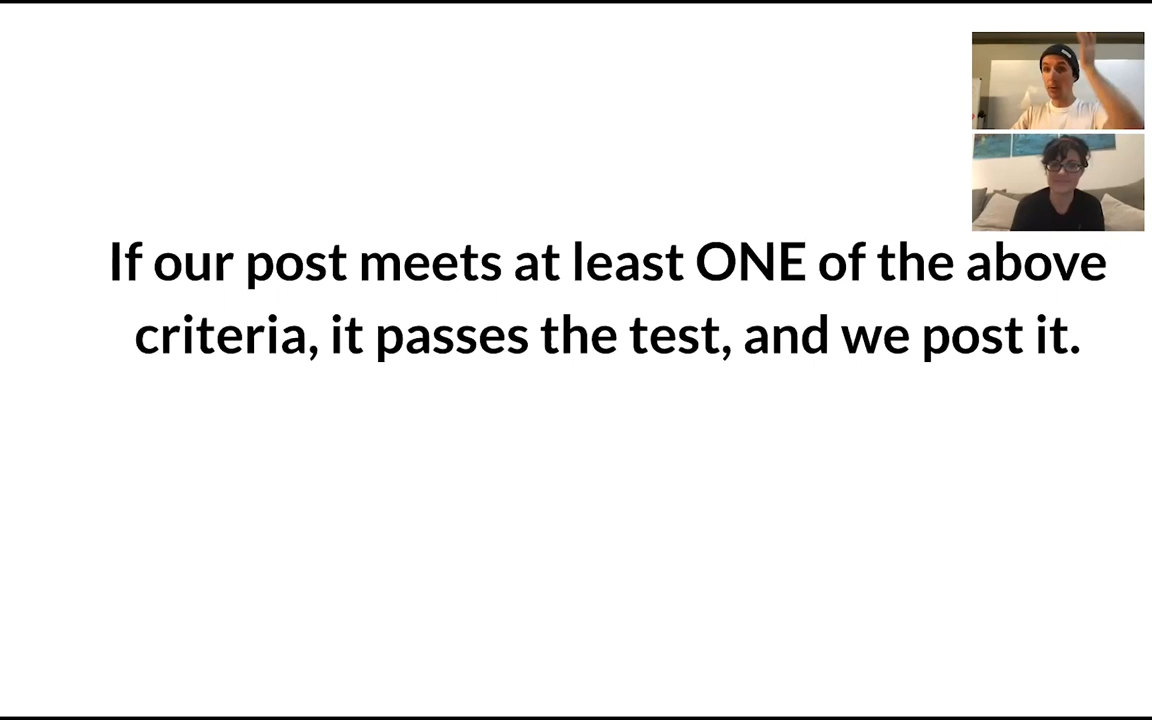 If our post meets at least ONE of the above
criteria, it passes the test, and we post it.